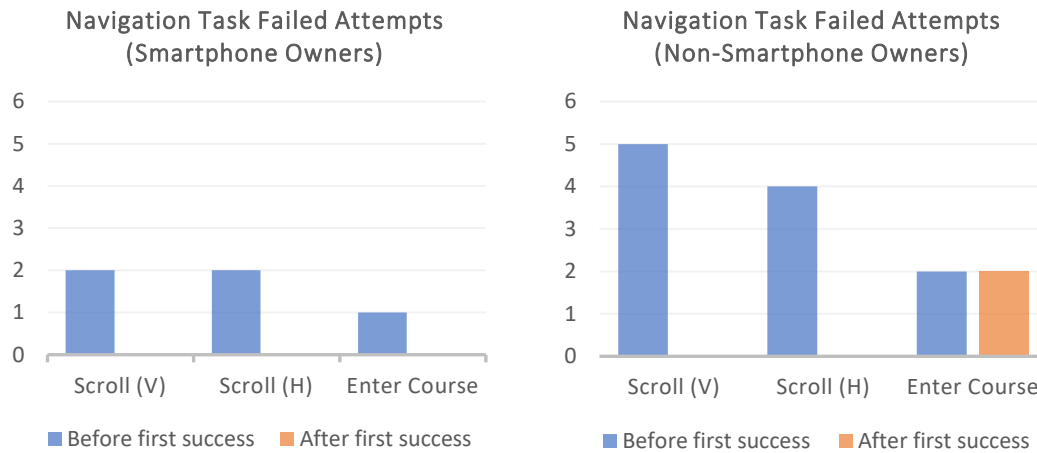 Navigation Task Failed Attempts
(Smartphone Owners)
6
5
4
3
2
1
0
Scroll (V) Scroll (H) Enter Course
Before first success After first success
Navigation Task Failed Attempts
(Non-Smartphone Owners)
6
5
4
3
2
1
0
Scroll (V) Scroll (H) Enter Course
Before first success After first success